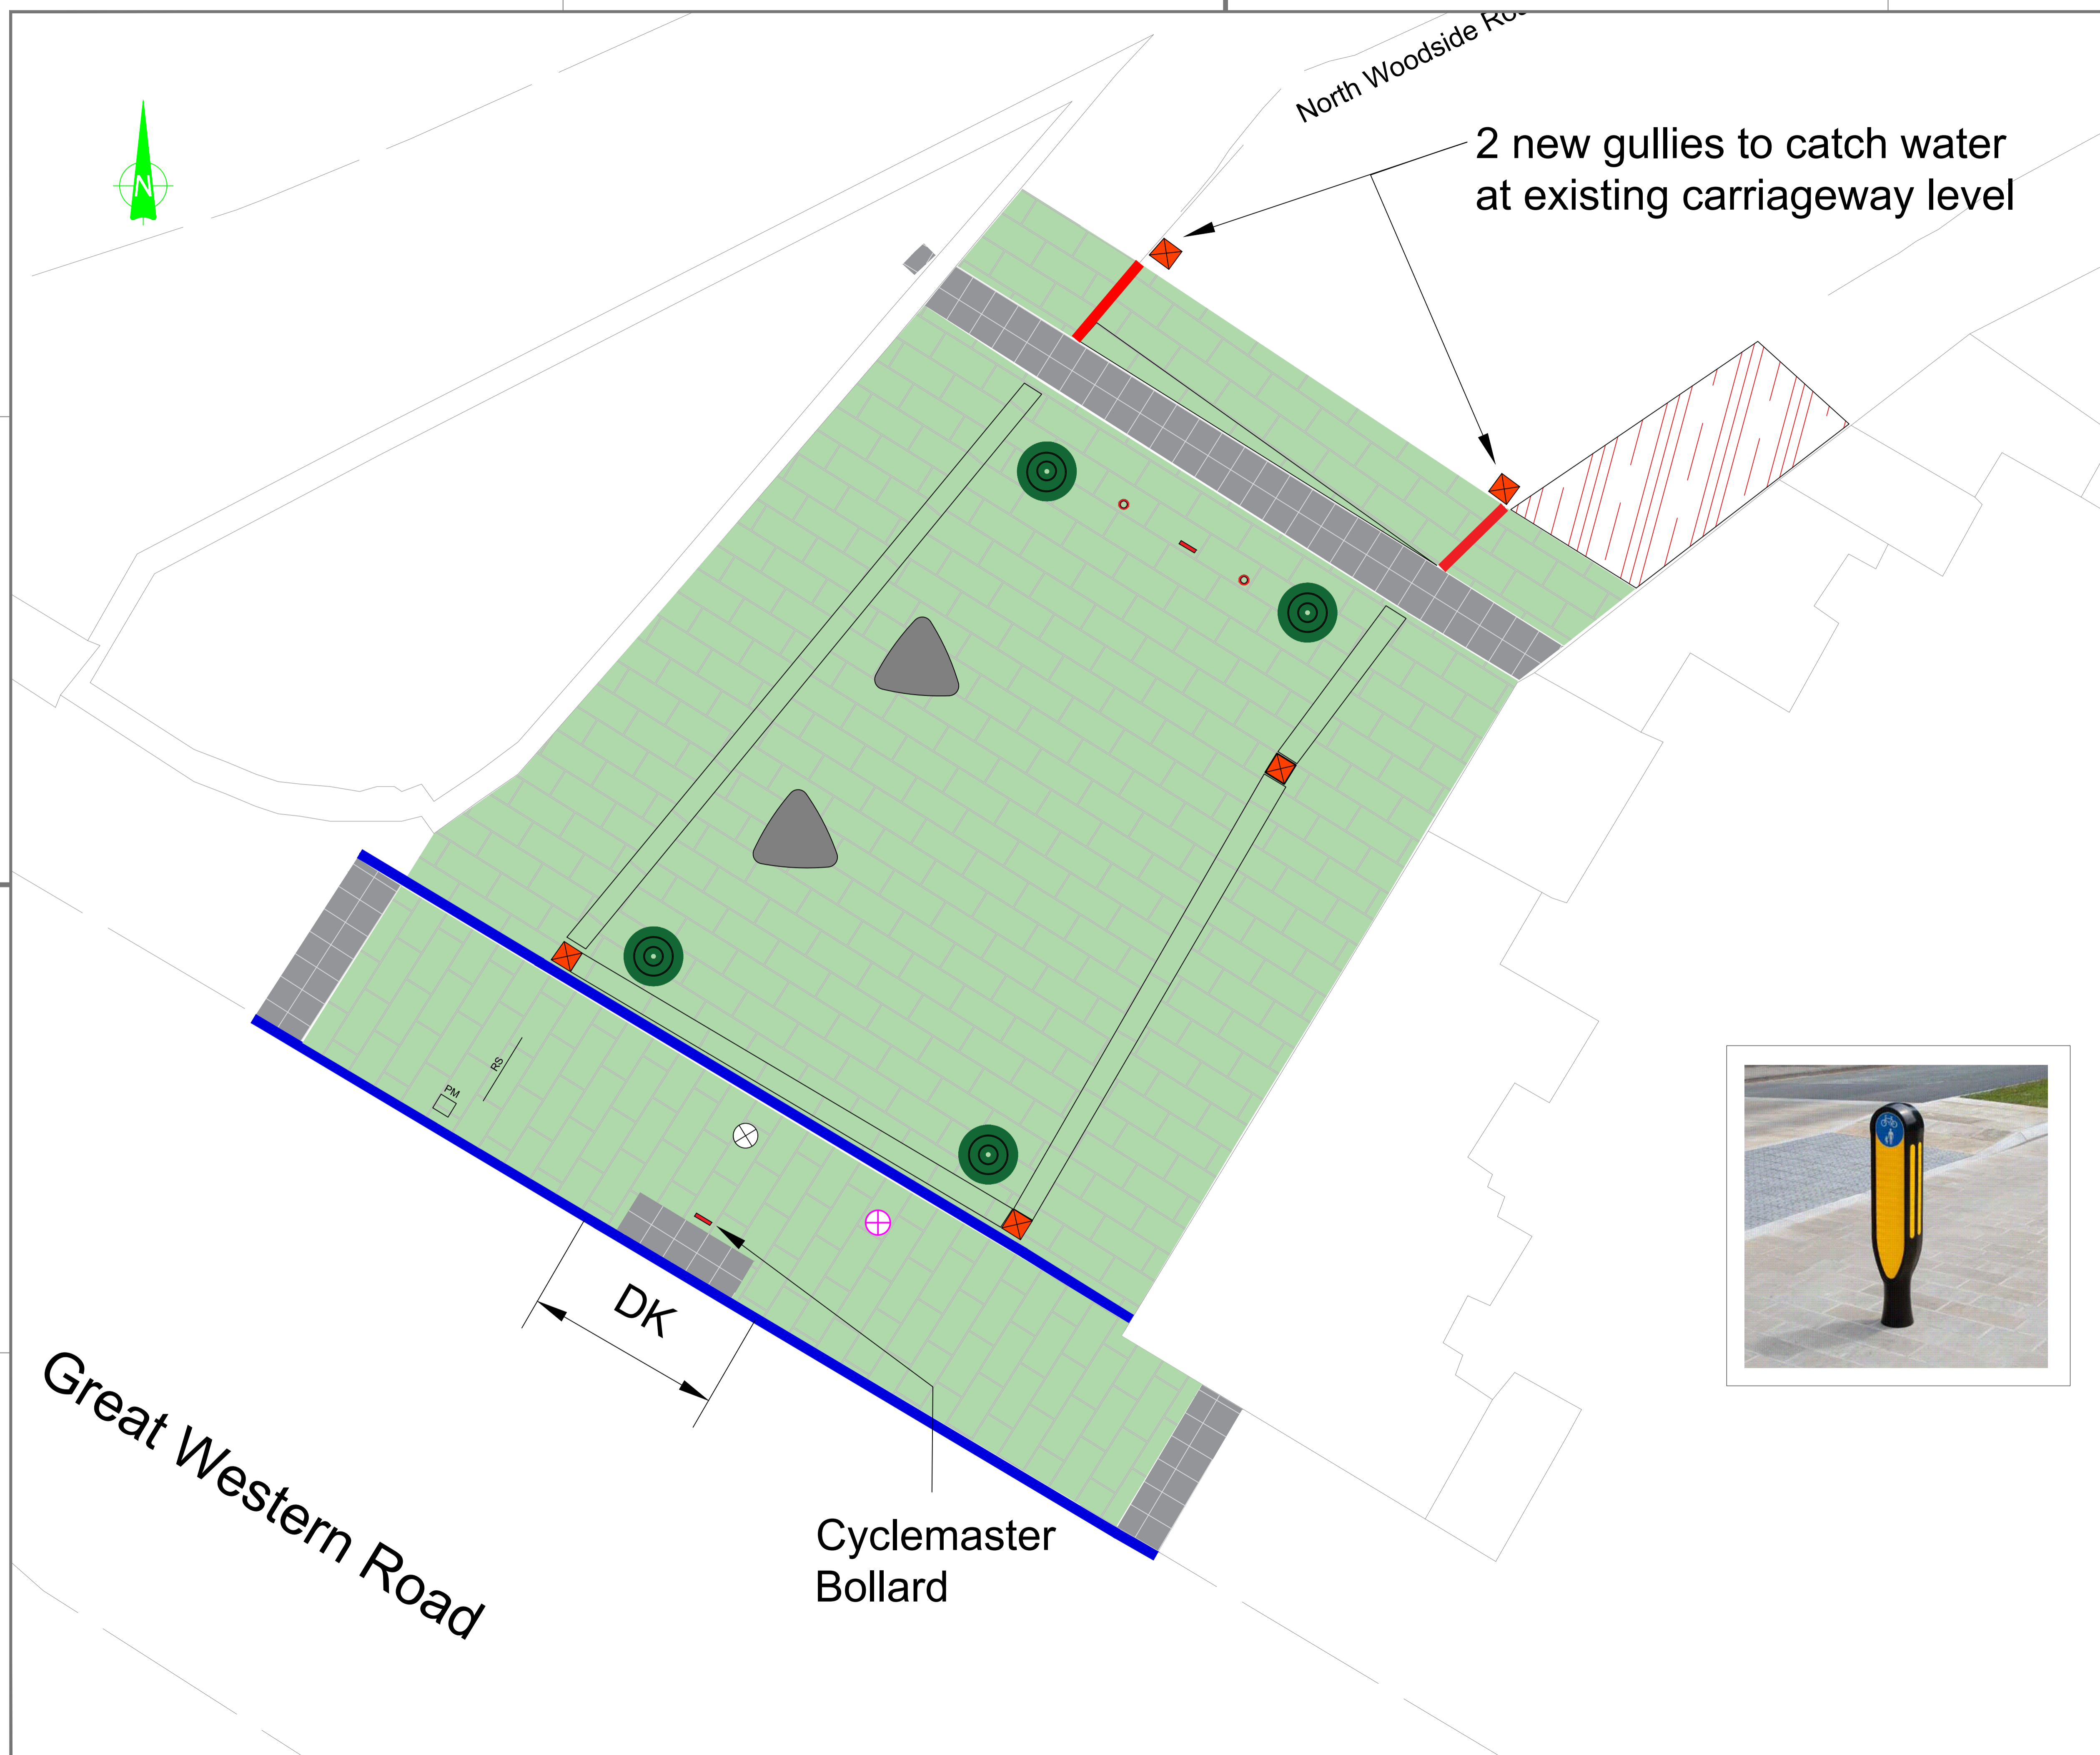 North Woodside
2 new gullies to catch water
at existing carriageway level
N
RS
PM
DK
Great Western Road
Cyclemaster
Bollard